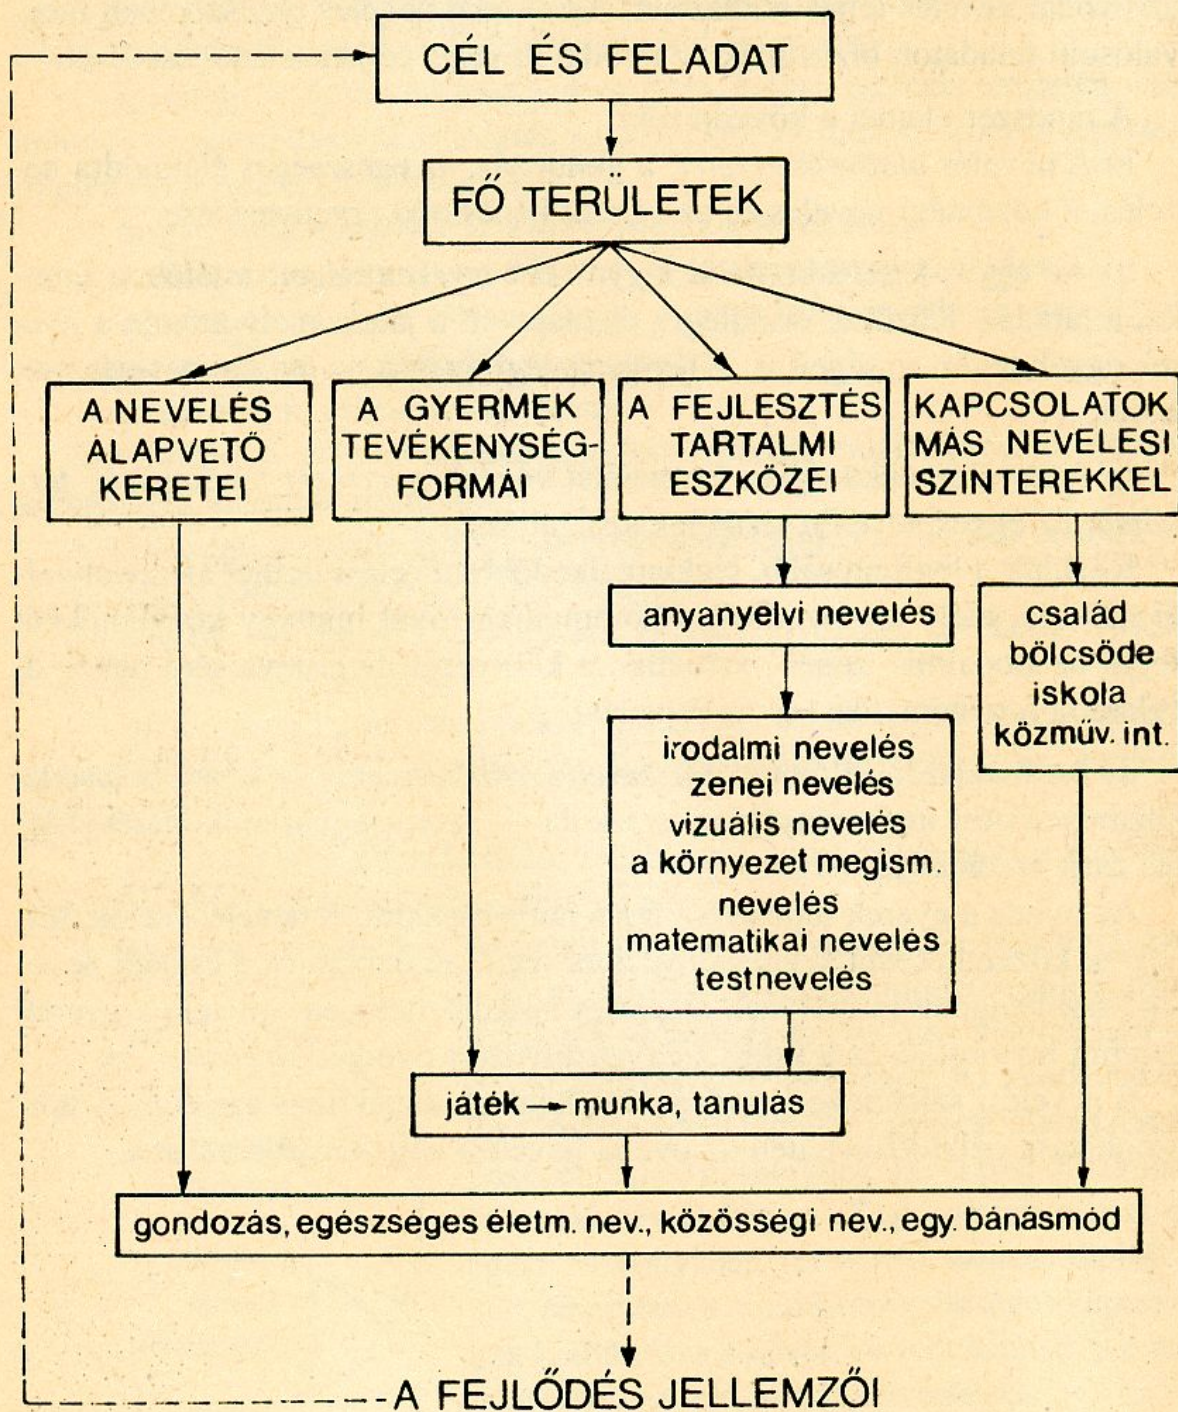 CÉL ÉS FELADAT
FŐ TERÜLETEK
A NEVELÉS
ALAPVETŐ
KERETEI
A GYERMEK
TEVÉKENYSÉG-
FORMÁI
A FEJLESZTÉS
TARTALMI
ESZKÖZEI
KAPCSOLATOK
MÁS NEVELESI
SZÍNTEREKKEL
anyanyelvi nevelés
család
bölcsöde
iskola
közmüv. int.
irodalmi nevelés
zenei nevelés
vizuális nevelés
a környezet megism.
nevelés
matematikai nevelés
testnevelés
játék → munka, tanulás
gondozás, egészséges életm. nev., közösségi nev., egy. bánásmód
A FEJLŐDÉS JELLEMZŐI